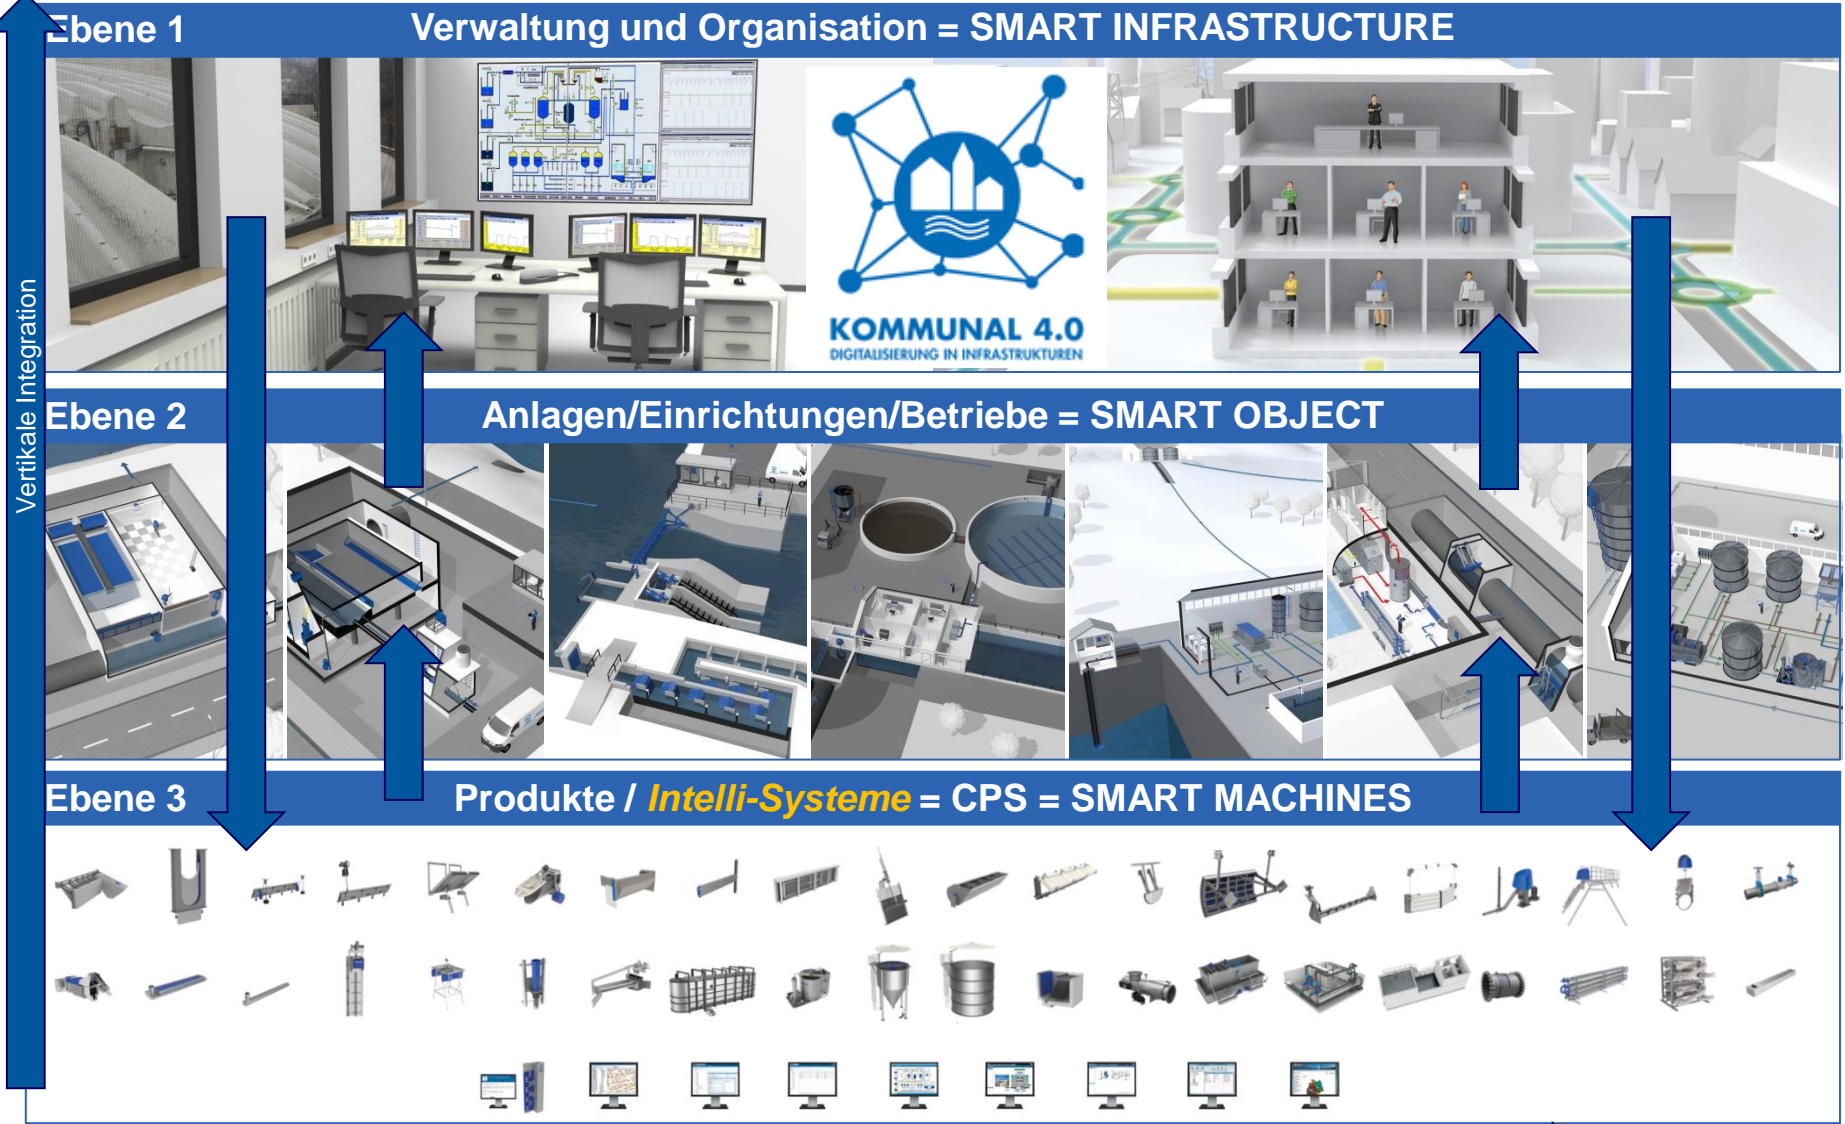 Ebene 1
Verwaltung und Organisation = SMART INFRASTRUCTURE
KOMMUNAL 4.0
DIGITALISIERUNG IN INFRASTRUKTUREN
Vertikale Integration
Ebene 2
Anlagen/Einrichtungen/Betriebe = SMART OBJECT
Ebene 3
Produkte / Intelli-Systeme = CPS = SMART MACHINES